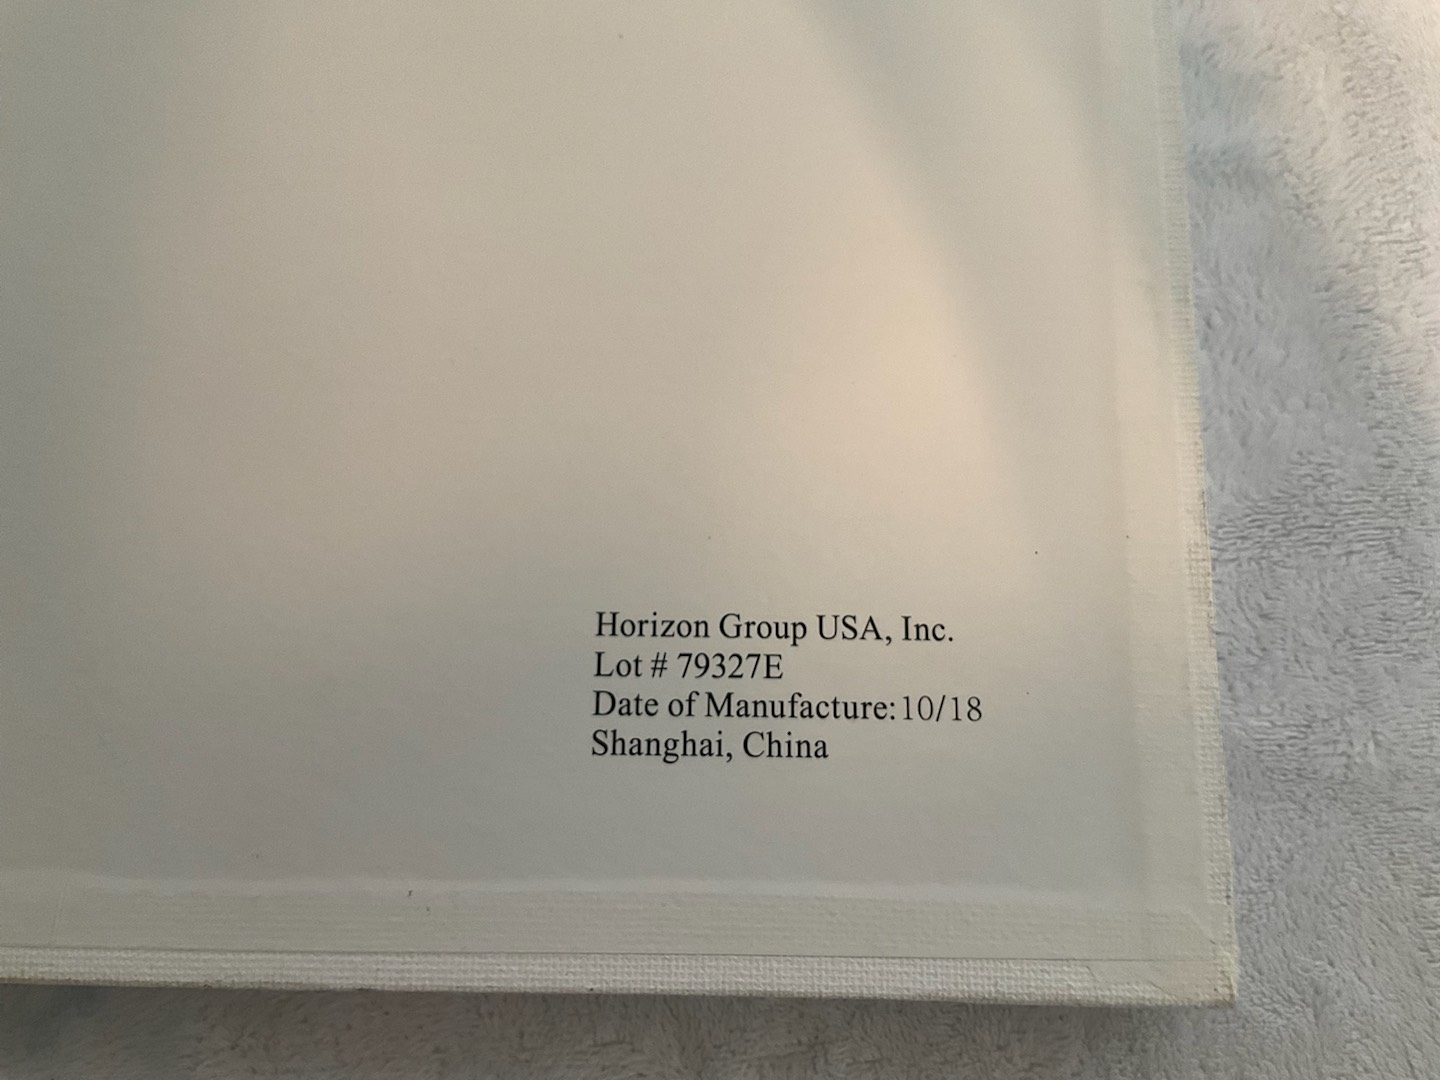 Horizon Group USA, Inc.
Lot # 79327E
Date of Manufacture:10/18
Shanghai, China